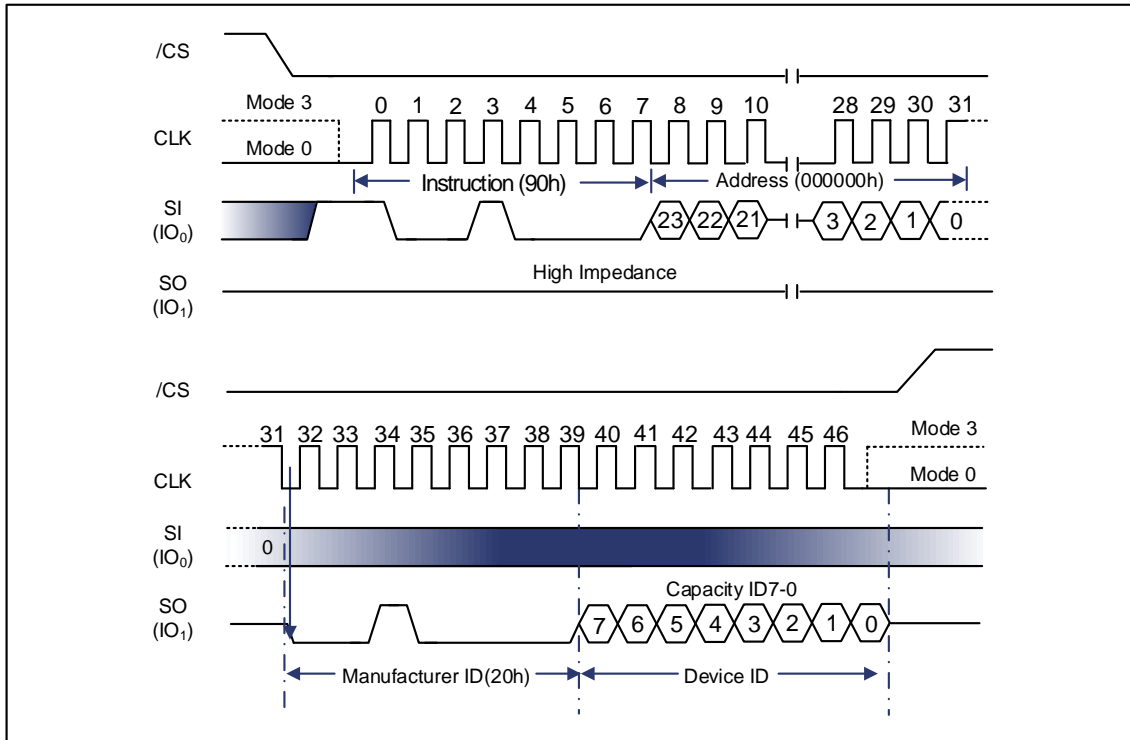 /CS
Mode 3
0 1 2 3 4 5 6 7 8 9 10 28 29 30 31
CLK
Mode 0
Instruction (90h)
Address (000000h)
SI
(IO₀)
23 22 21 3 2 1 0
High Impedance
SO
(IO₁)
/CS
31 32 33 34 35 36 37 38 39 40 41 42 43 44 45 46
Mode 3
CLK
Mode 0
SI
(IO₀)
0
Capacity ID7-0
SO
(IO₁)
7 6 5 4 3 2 1 0
Manufacturer ID(20h)
Device ID